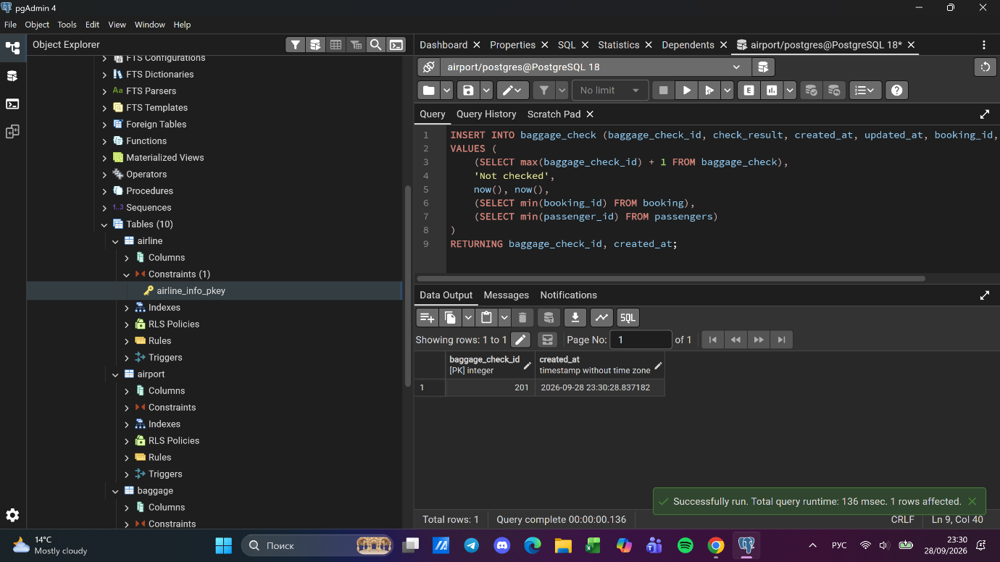 pgAdmin 4
File Object Tools Edit View Window Help
Object Explorer
FTS Configurations
FTS Dictionaries
Aa FTS Parsers
FTS Templates
Foreign Tables
Functions
Materialized Views
Operators
Procedures
1..3 Sequences
Tables (10)
airline
Columns
Constraints (1)
airline_info_pkey
Indexes
RLS Policies
Rules
Triggers
airport
Columns
Constraints
Indexes
RLS Policies
Rules
Triggers
baggage
Columns
Constraints
Dashboard Properties SQL Statistics Dependents airport/postgres@PostgreSQL 18*
airport/postgres@PostgreSQL 18
No limit E
Query Query History Scratch Pad
1 INSERT INTO baggage_check (baggage_check_id, check_result, created_at, updated_at, booking_id,
2 VALUES (
3 (SELECT max(baggage_check_id) + 1 FROM baggage_check),
4 'Not checked',
5 now(), now(),
6 (SELECT min(booking_id) FROM booking),
7 (SELECT min(passenger_id) FROM passengers)
8 )
9 RETURNING baggage_check_id, created_at;
Data Output Messages Notifications
SQL
Showing rows: 1 to 1 Page No: 1 of 1
baggage_check_id created_at
[PK] integer timestamp without time zone
1 201 2026-09-28 23:30:28.837182
Successfully run. Total query runtime: 136 msec. 1 rows affected.
Total rows: 1 Query complete 00:00:00.136 CRLF Ln 9, Col 40
14°C
Mostly cloudy
Поиск
РУС
23:30
28/09/2026